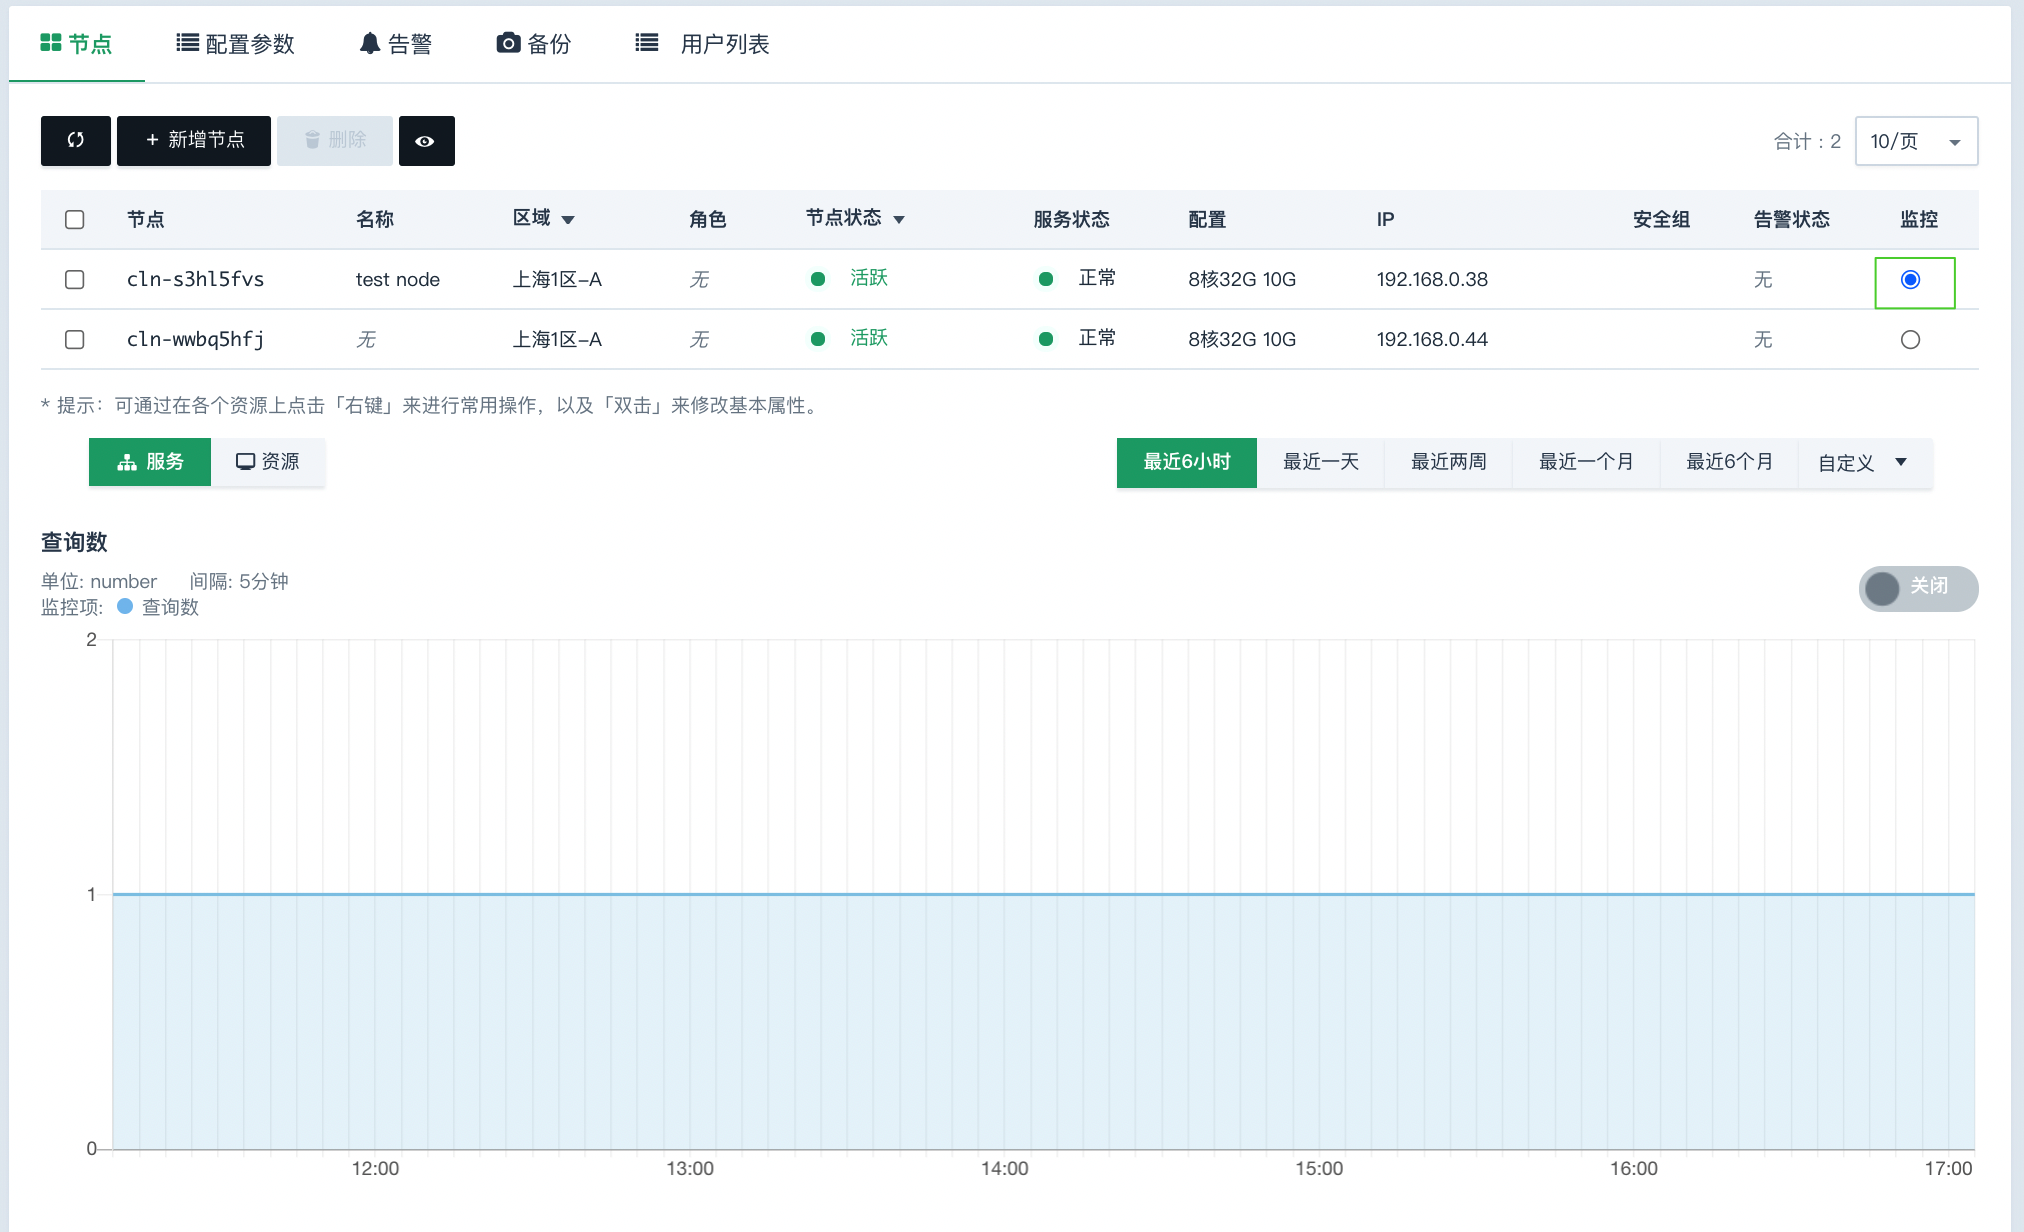 节点 配置参数 告警 备份 用户列表
+ 新增节点 删除 合计：2 10/页
节点 名称 区域 角色 节点状态 服务状态 配置 IP 安全组 告警状态 监控
cln-s3hl5fvs test node 上海1区-A 无 活跃 正常 8核32G 10G 192.168.0.38 无
cln-wwbq5hfj 无 上海1区-A 无 活跃 正常 8核32G 10G 192.168.0.44 无
* 提示：可通过在各个资源上点击「右键」来进行常用操作，以及「双击」来修改基本属性。
服务 资源 最近6小时 最近一天 最近两周 最近一个月 最近6个月 自定义
查询数
单位: number 间隔: 5分钟
监控项: 查询数
关闭
2
1
0
12:00 13:00 14:00 15:00 16:00 17:00